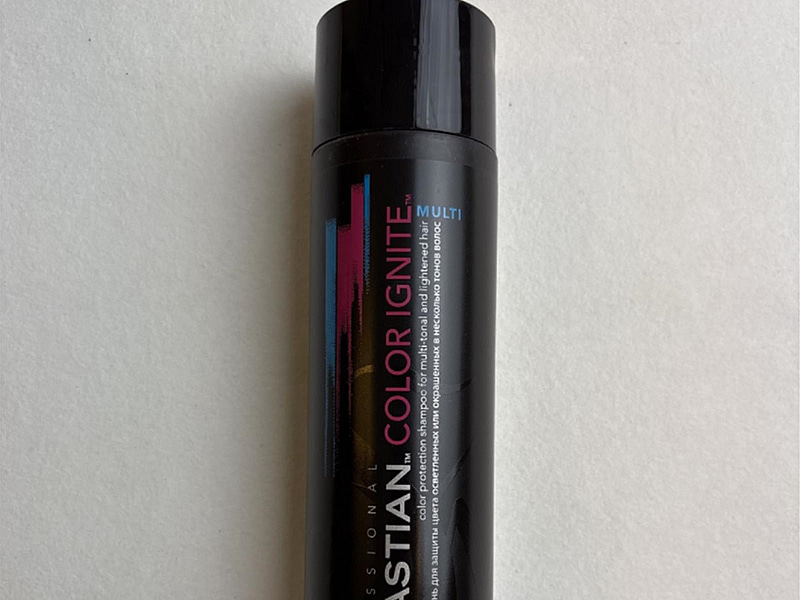 SSIONAL
ASTIAN™ COLOR IGNITE™ MULTI
color protection shampoo for multi-tonal and lightened hair
нь для защиты цвета осветленных или окрашенных в несколько тонов волос